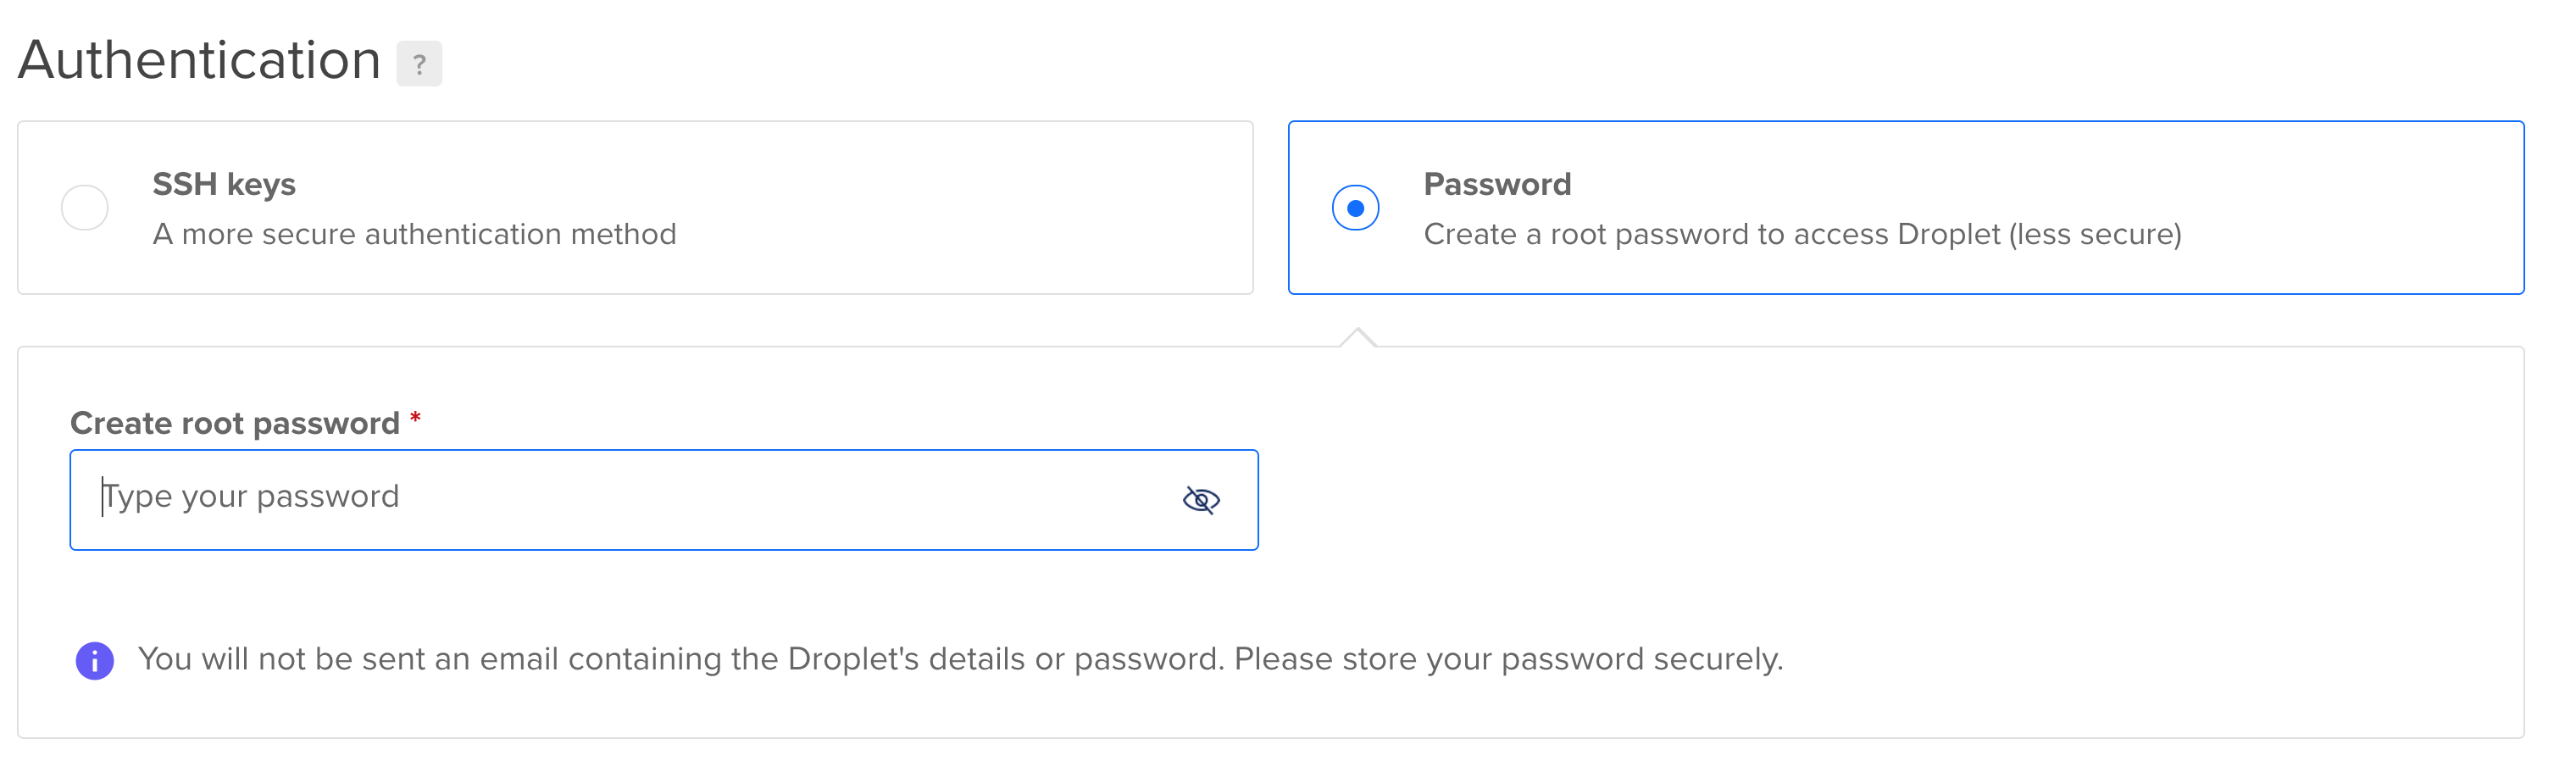 Authentication ?
SSH keys
A more secure authentication method
Password
Create a root password to access Droplet (less secure)
Create root password *
Type your password
You will not be sent an email containing the Droplet's details or password. Please store your password securely.